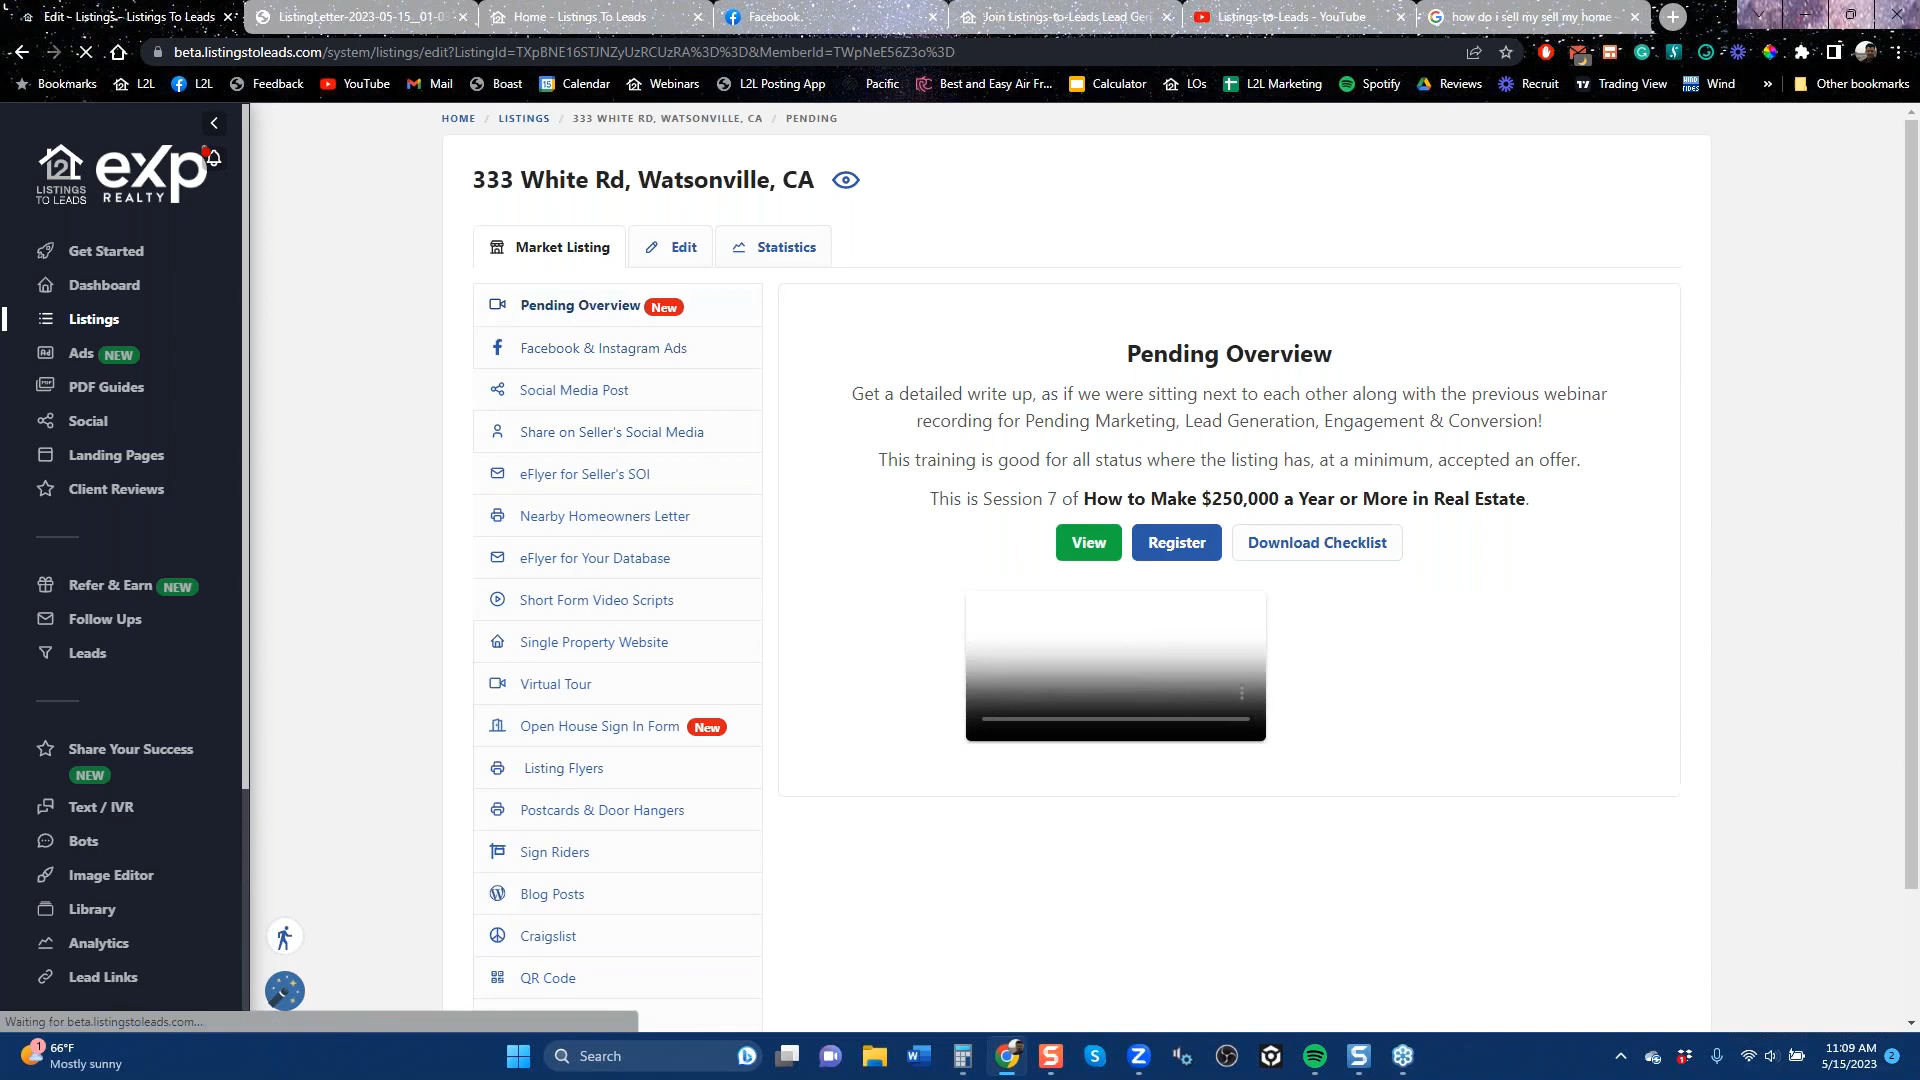 Edit - Listings - Listings To Leads
ListingLetter-2023-05-15__01-0
Home - Listings To Leads
Facebook
Join Listings-to-Leads Lead Gen
Listings-to-Leads - YouTube
how do i sell my sell my home
beta.listingstoleads.com/system/listings/edit?ListingId=TXpBNE16STJNZyUzRCUzRA%3D%3D&MemberId=TWpNeE56Z3o%3D
Bookmarks
L2L
L2L
Feedback
YouTube
Mail
Boast
Calendar
Webinars
L2L Posting App
Pacific
Best and Easy Air Fr...
Calculator
LOs
L2L Marketing
Spotify
Reviews
Recruit
Trading View
Wind
»
Other bookmarks
LISTINGS TO LEADS
eXp REALTY
Get Started
Dashboard
Listings
Ads NEW
PDF Guides
Social
Landing Pages
Client Reviews
Refer & Earn NEW
Follow Ups
Leads
Share Your Success
NEW
Text / IVR
Bots
Image Editor
Library
Analytics
Lead Links
HOME / LISTINGS / 333 WHITE RD, WATSONVILLE, CA / PENDING
333 White Rd, Watsonville, CA
Market Listing
Edit
Statistics
Pending Overview New
Facebook & Instagram Ads
Social Media Post
Share on Seller's Social Media
eFlyer for Seller's SOI
Nearby Homeowners Letter
eFlyer for Your Database
Short Form Video Scripts
Single Property Website
Virtual Tour
Open House Sign In Form New
Listing Flyers
Postcards & Door Hangers
Sign Riders
Blog Posts
Craigslist
QR Code
Pending Overview
Get a detailed write up, as if we were sitting next to each other along with the previous webinar
recording for Pending Marketing, Lead Generation, Engagement & Conversion!
This training is good for all status where the listing has, at a minimum, accepted an offer.
This is Session 7 of How to Make $250,000 a Year or More in Real Estate.
View
Register
Download Checklist
Waiting for beta.listingstoleads.com...
1
66°F
Mostly sunny
Search
11:09 AM
5/15/2023
2